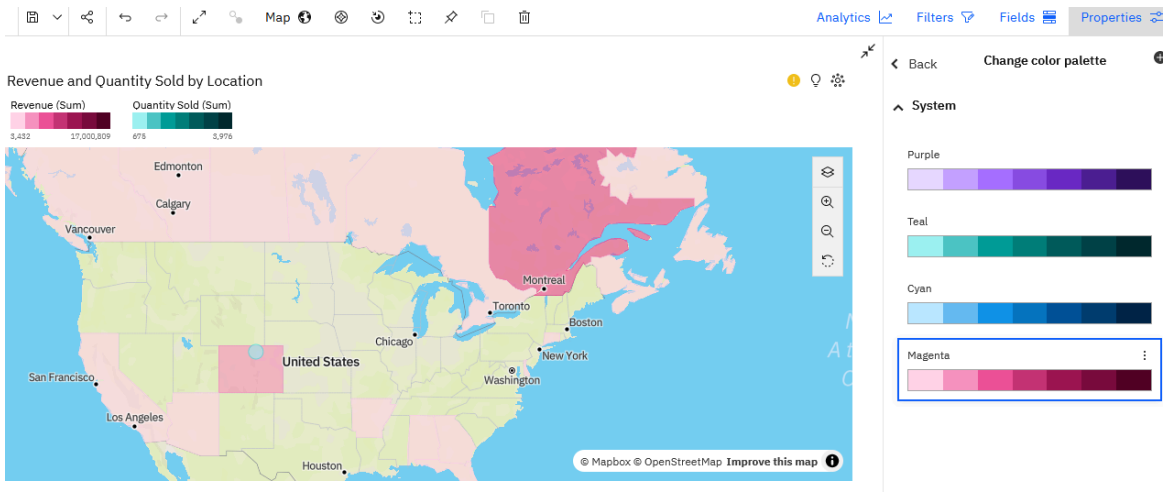 Map
Analytics
Filters
Fields
Properties
Revenue and Quantity Sold by Location
Revenue (Sum)
3,432
17,000,809
Quantity Sold (Sum)
675
3,976
Edmonton
Calgary
Vancouver
Montreal
Toronto
Boston
Chicago
New York
United States
Washington
San Francisco
Los Angeles
Houston
© Mapbox © OpenStreetMap Improve this map
Back
Change color palette
System
Purple
Teal
Cyan
Magenta